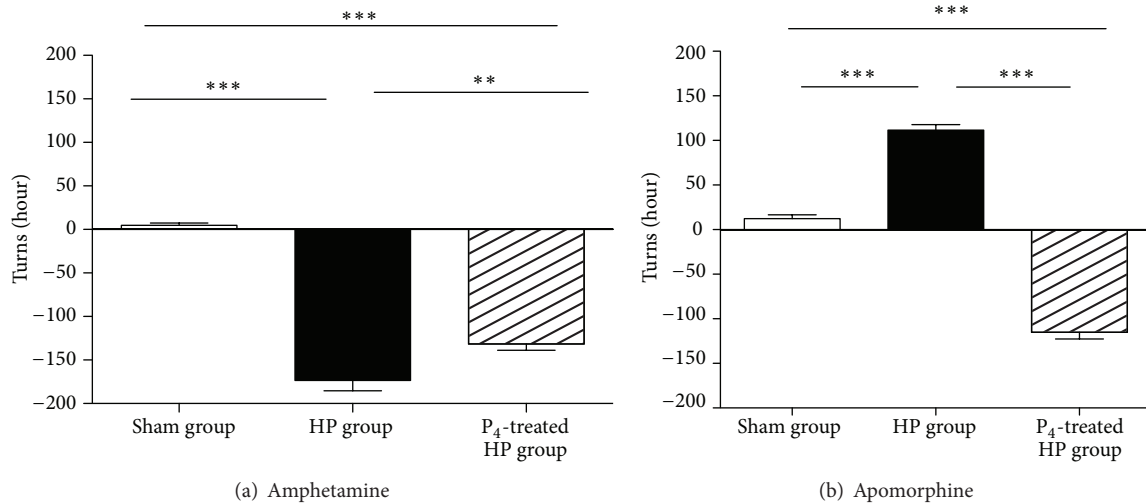 ***
***
**
200
150
100
50
0
−50
−100
−150
−200
Turns (hour)
Sham group
HP group
P₄-treated
HP group
(a) Amphetamine
***
***
***
200
150
100
50
0
−50
−100
−150
−200
Turns (hour)
Sham group
HP group
P₄-treated
HP group
(b) Apomorphine